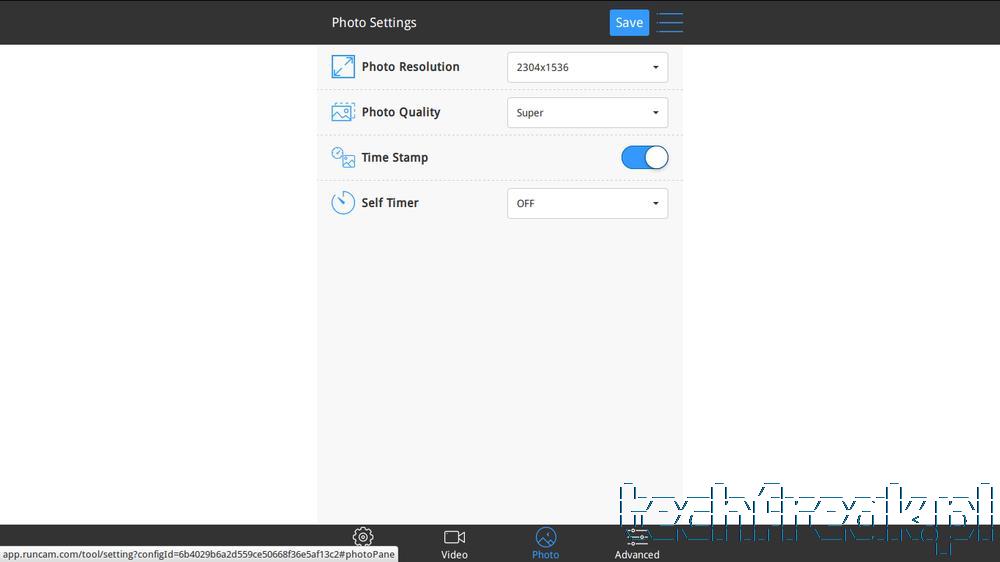 Photo Settings
Save
Photo Resolution
2304x1536
Photo Quality
Super
Time Stamp
Self Timer
OFF
techfreak.pl
Video
Photo
Advanced
app.runcam.com/tool/setting?configId=6b4029b6a2d559ce50668f36e5af13c2#photoPane